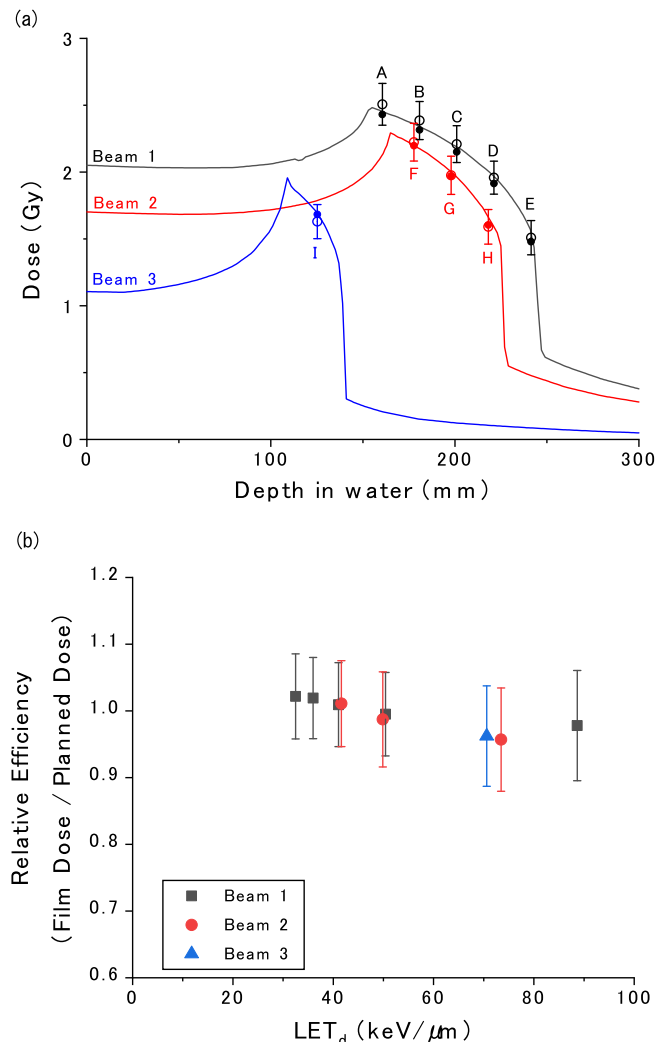 (a)
3
2
1
0
Dose (Gy)
Beam 1
Beam 2
Beam 3
A
B
C
D
E
F
G
H
I
0
100
200
300
Depth in water (mm)
(b)
1.2
1.1
1.0
0.9
0.8
0.7
0.6
Relative Efficiency
(Film Dose / Planned Dose)
Beam 1
Beam 2
Beam 3
0
20
40
60
80
100
LET_d (keV/μm)